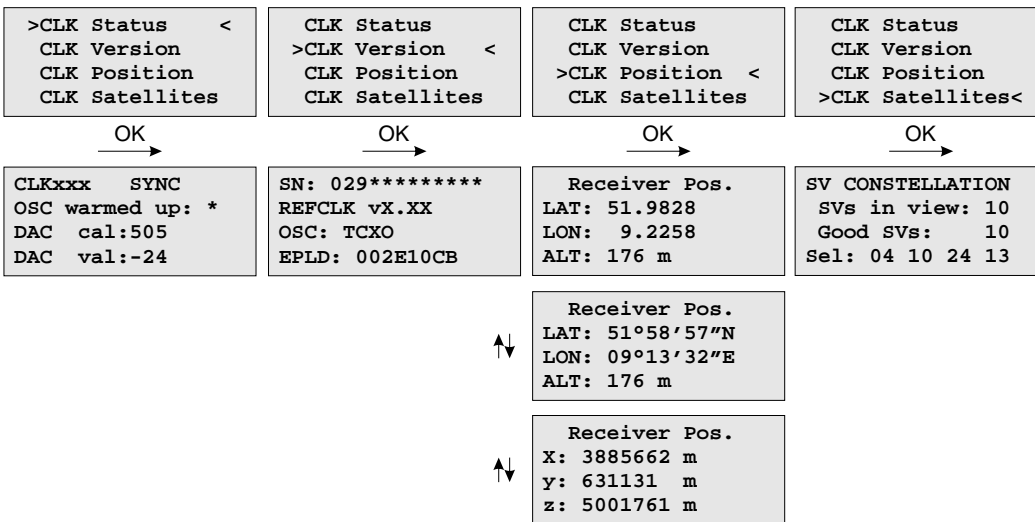 >CLK Status <
CLK Version
CLK Position
CLK Satellites
CLK Status
>CLK Version <
CLK Position
CLK Satellites
CLK Status
CLK Version
>CLK Position <
CLK Satellites
CLK Status
CLK Version
CLK Position
>CLK Satellites<
OK
OK
OK
OK
CLKxxx SYNC
OSC warmed up: *
DAC cal:505
DAC val:-24
SN: 029*********
REFCLK vX.XX
OSC: TCXO
EPLD: 002E10CB
Receiver Pos.
LAT: 51.9828
LON: 9.2258
ALT: 176 m
SV CONSTELLATION
SVs in view: 10
Good SVs: 10
Sel: 04 10 24 13
Receiver Pos.
LAT: 51°58’57”N
LON: 09°13’32”E
ALT: 176 m
Receiver Pos.
X: 3885662 m
y: 631131 m
z: 5001761 m